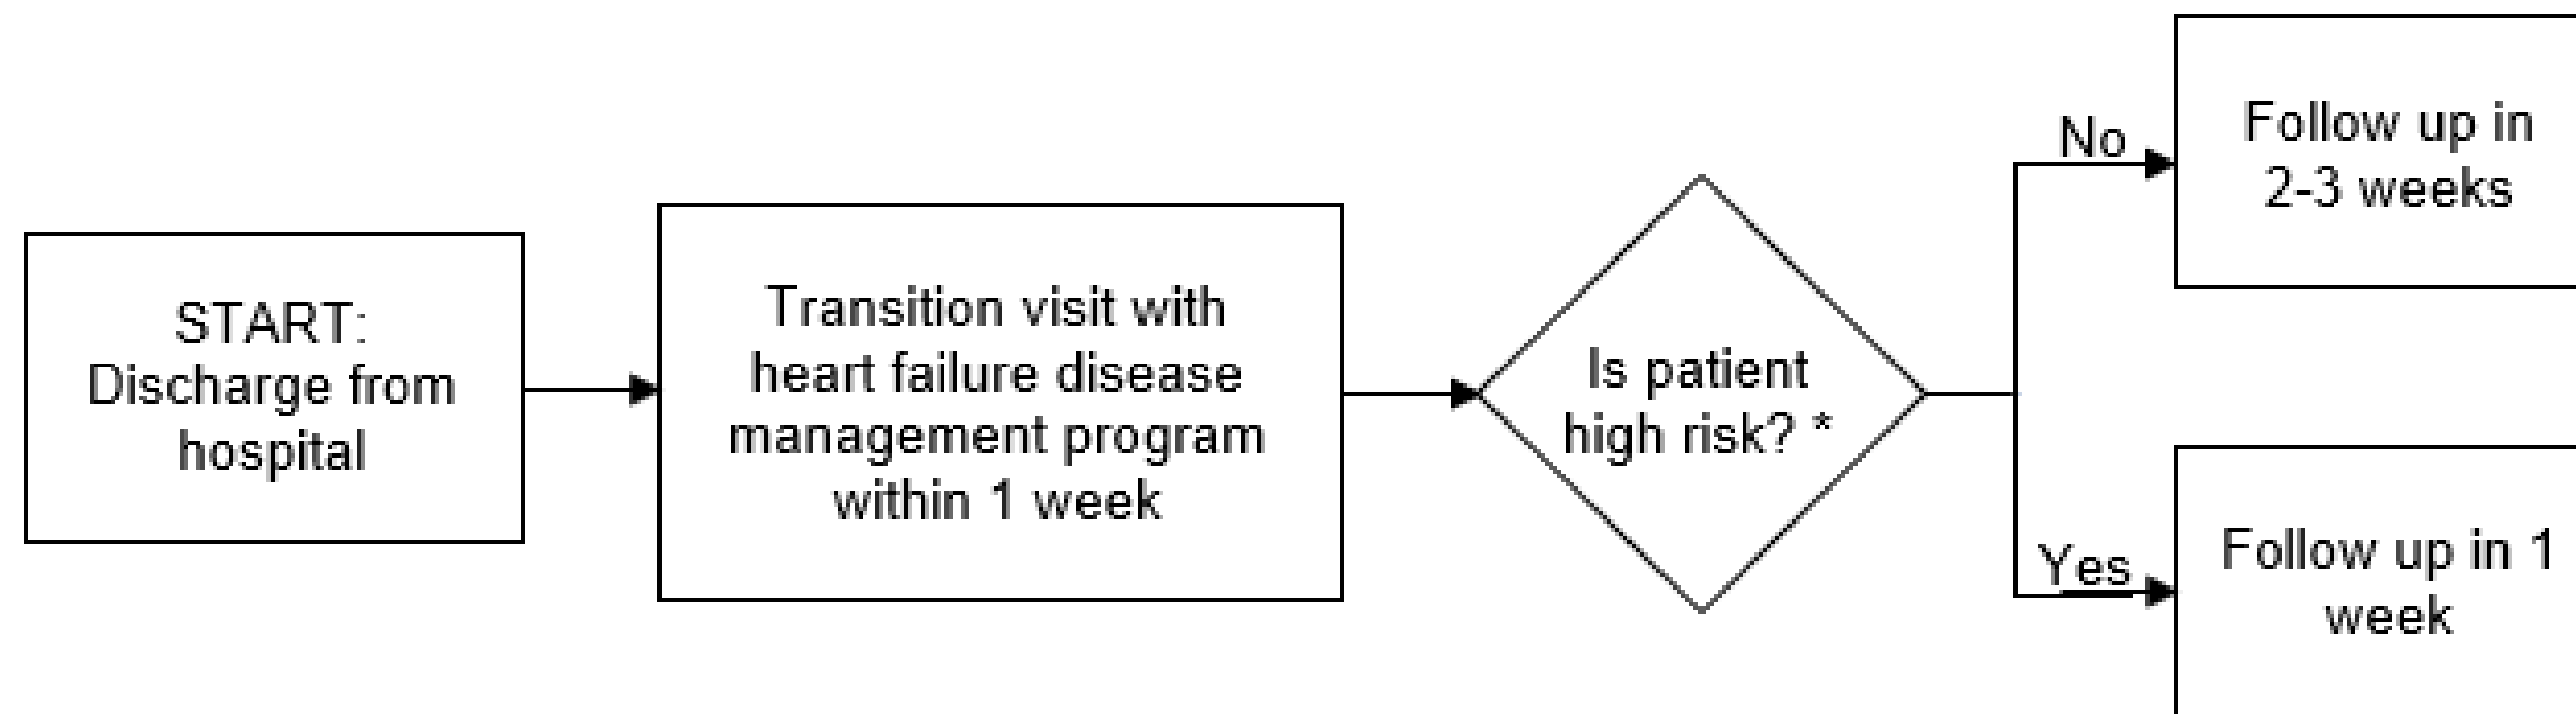 START:
Discharge from
hospital
Transition visit with
heart failure disease
management program
within 1 week
Is patient
high risk? *
No
Follow up in
2-3 weeks
Yes
Follow up in 1
week